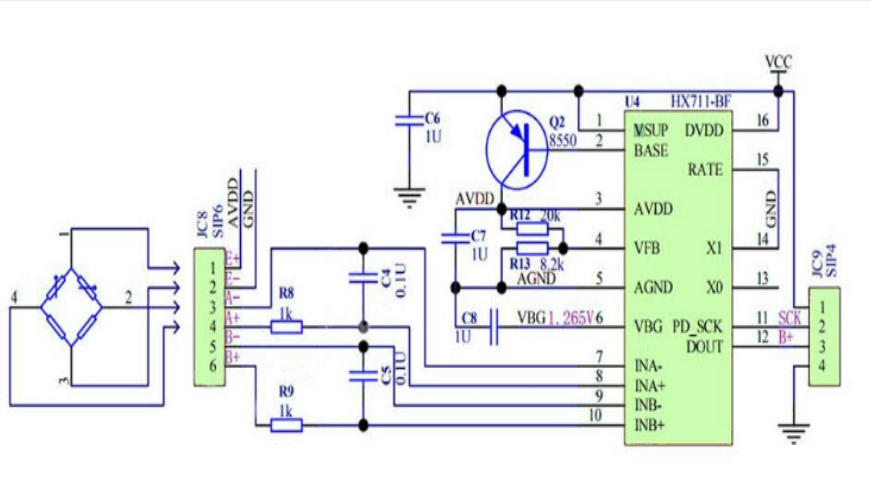 VCC
U4 HX711-BF
C6
1U
Q2
8550
1
2
3
4
5
6
7
8
9
10
VSUP
BASE
AVDD
VFB
AGND
VBG
INA-
INA+
INB-
INB+
DVDD
RATE
X1
X0
PD_SCK
DOUT
16
15
14
13
11
12
GND
SCK
B+
JC9
SIP4
1
2
3
4
AVDD
R12 20k
C7
1U
R13 8.2k
AGND
C8
1U
VBG1.265V
JC8
SIP6
AVDD
GND
1
2
3
4
5
6
E+
E-
A-
A+
B-
B+
R8
1k
C4
0.1U
C5
0.1U
R9
1k
1
2
3
4